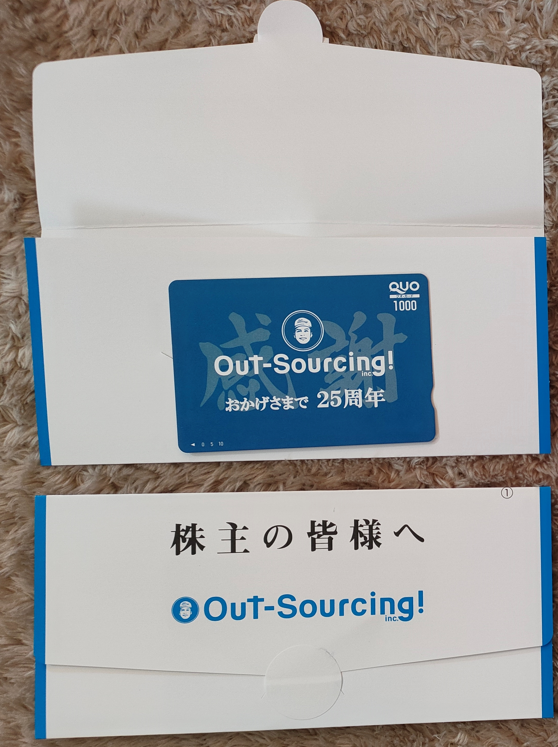 QUO
1000
感謝
Out-Sourcing!
inc.
おかげさまで 25周年
0 5 10
①
株主の皆様へ
Out-Sourcing!
inc.